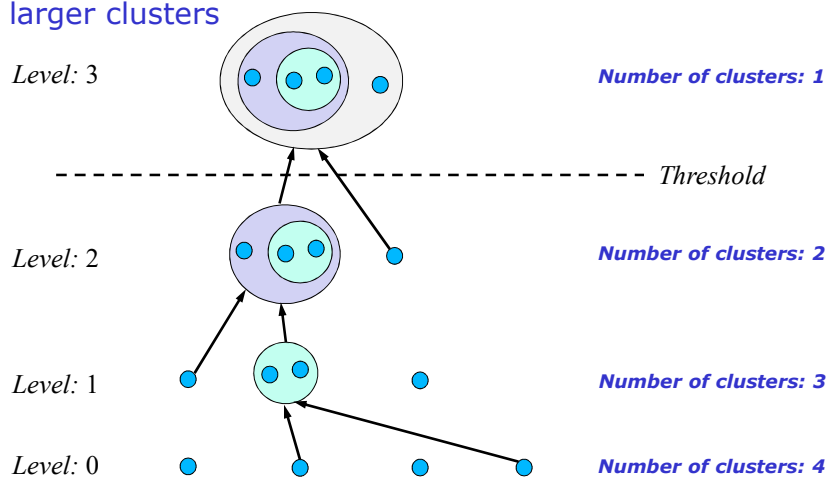 larger clusters
Level: 3
Number of clusters: 1
Threshold
Level: 2
Number of clusters: 2
Level: 1
Number of clusters: 3
Level: 0
Number of clusters: 4